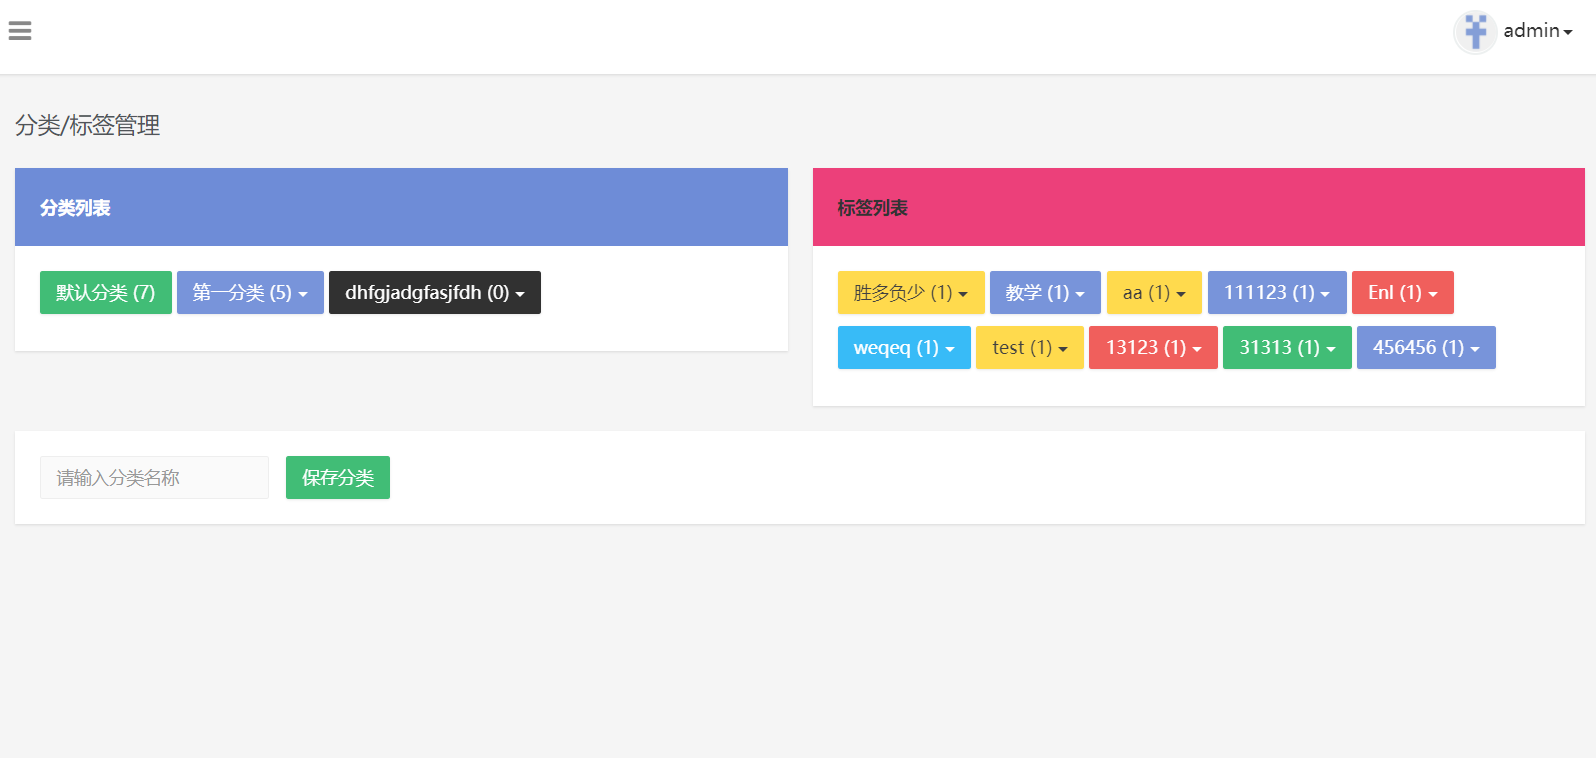 admin
分类/标签管理
分类列表
默认分类 (7) 第一分类 (5) dhfgjadgfasjfdh (0)
标签列表
胜多负少 (1) 教学 (1) aa (1) 111123 (1) Enl (1)
weqeq (1) test (1) 13123 (1) 31313 (1) 456456 (1)
请输入分类名称 保存分类